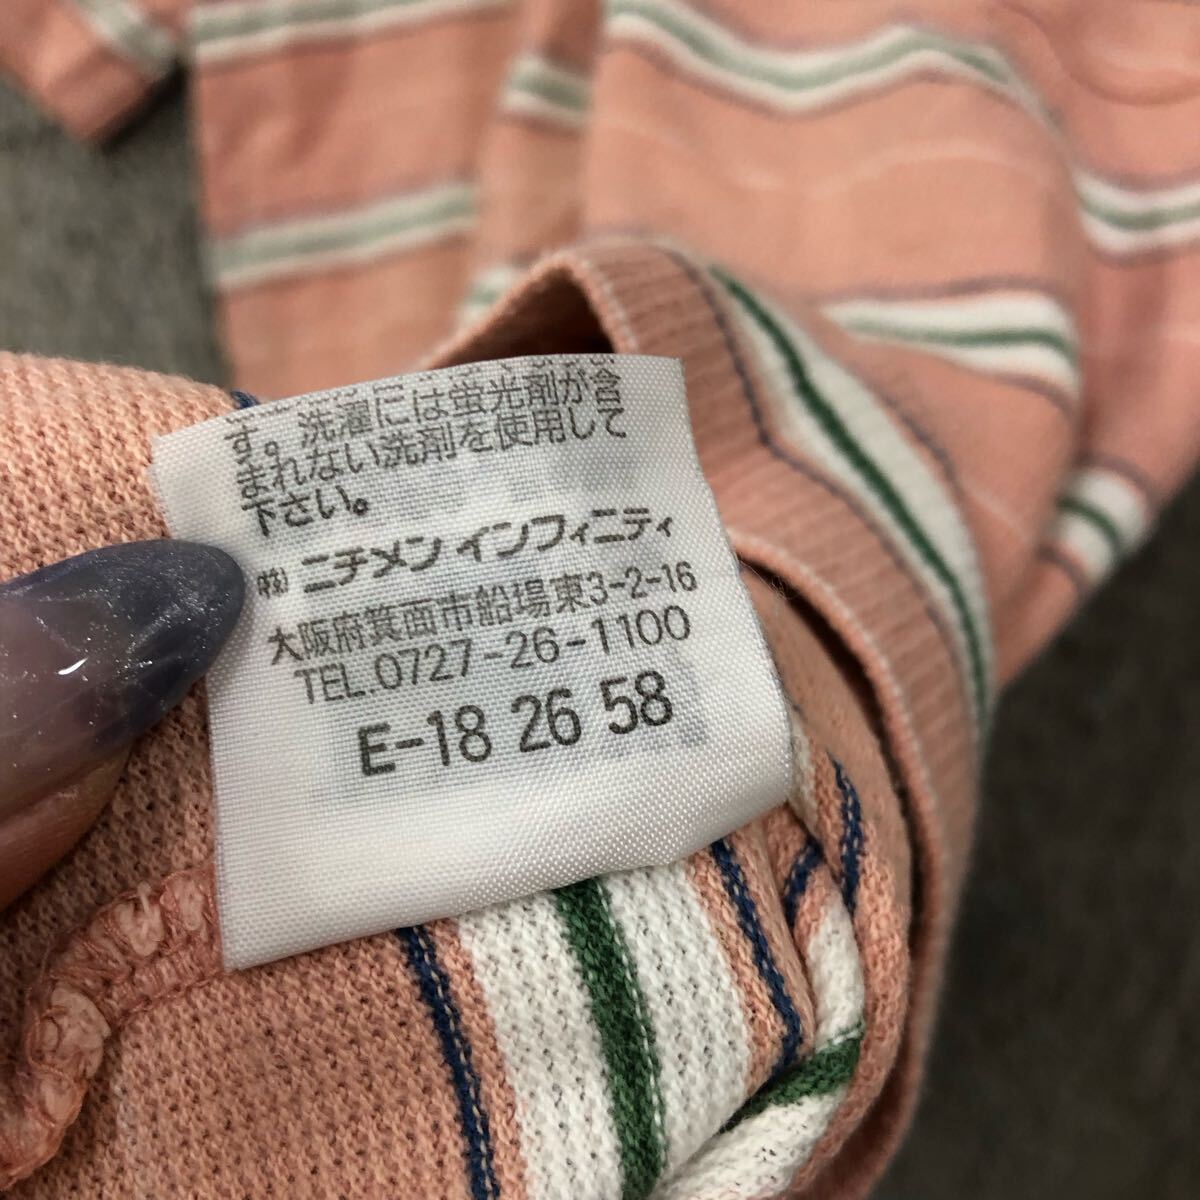 す。洗濯には蛍光剤が含
まれない洗剤を使用して
下さい。
㈱ ニチメン インフィニティ
大阪府箕面市船場東3-2-16
TEL.0727-26-1100
E-18 26 58